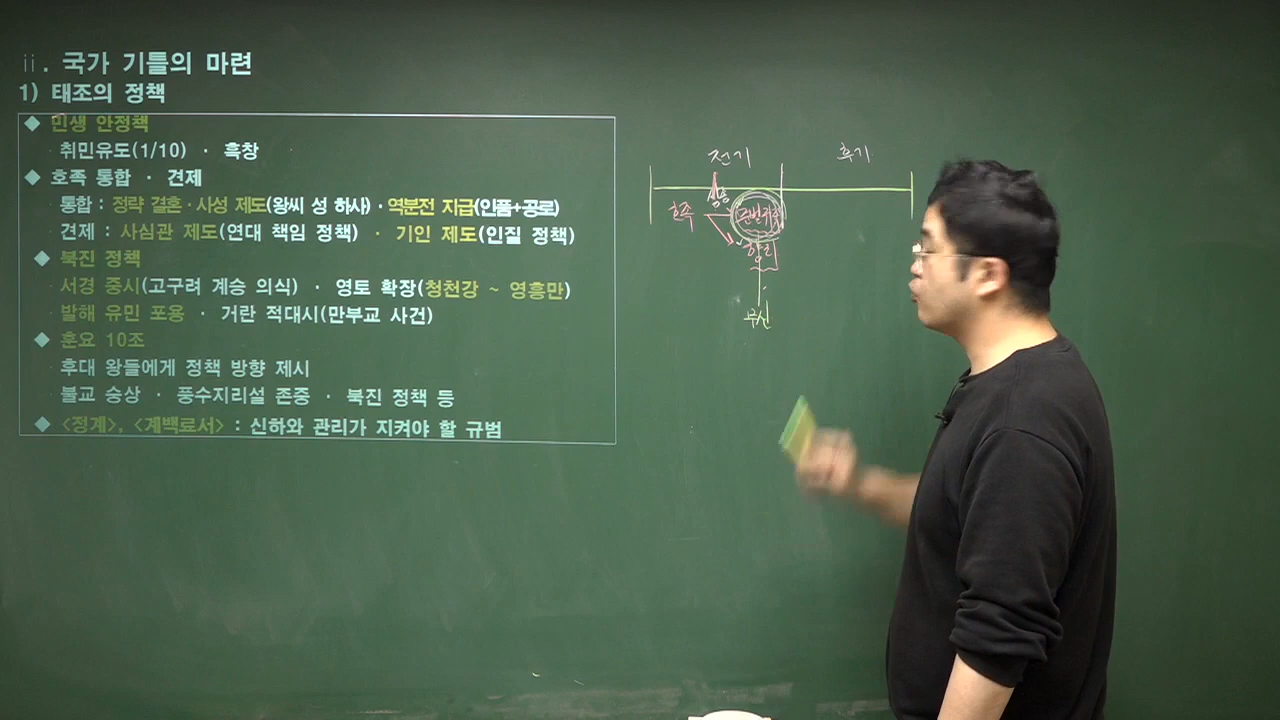 ⅱ. 국가 기틀의 마련
1) 태조의 정책
◆ 민생 안정책
· 취민유도(1/10) · 흑창
◆ 호족 통합 · 견제
· 통합 : 정략 결혼·사성 제도(왕씨 성 하사)·역분전 지급(인품+공로)
· 견제 : 사심관 제도(연대 책임 정책) · 기인 제도(인질 정책)
◆ 북진 정책
· 서경 중시(고구려 계승 의식) · 영토 확장(청천강 ~ 영흥만)
· 발해 유민 포용 · 거란 적대시(만부교 사건)
◆ 훈요 10조
· 후대 왕들에게 정책 방향 제시
· 불교 숭상 · 풍수지리설 존중 · 북진 정책 등
◆ <정계>, <계백료서> : 신하와 관리가 지켜야 할 규범
전기 후기
성종
호족 문벌귀족
향리
무신